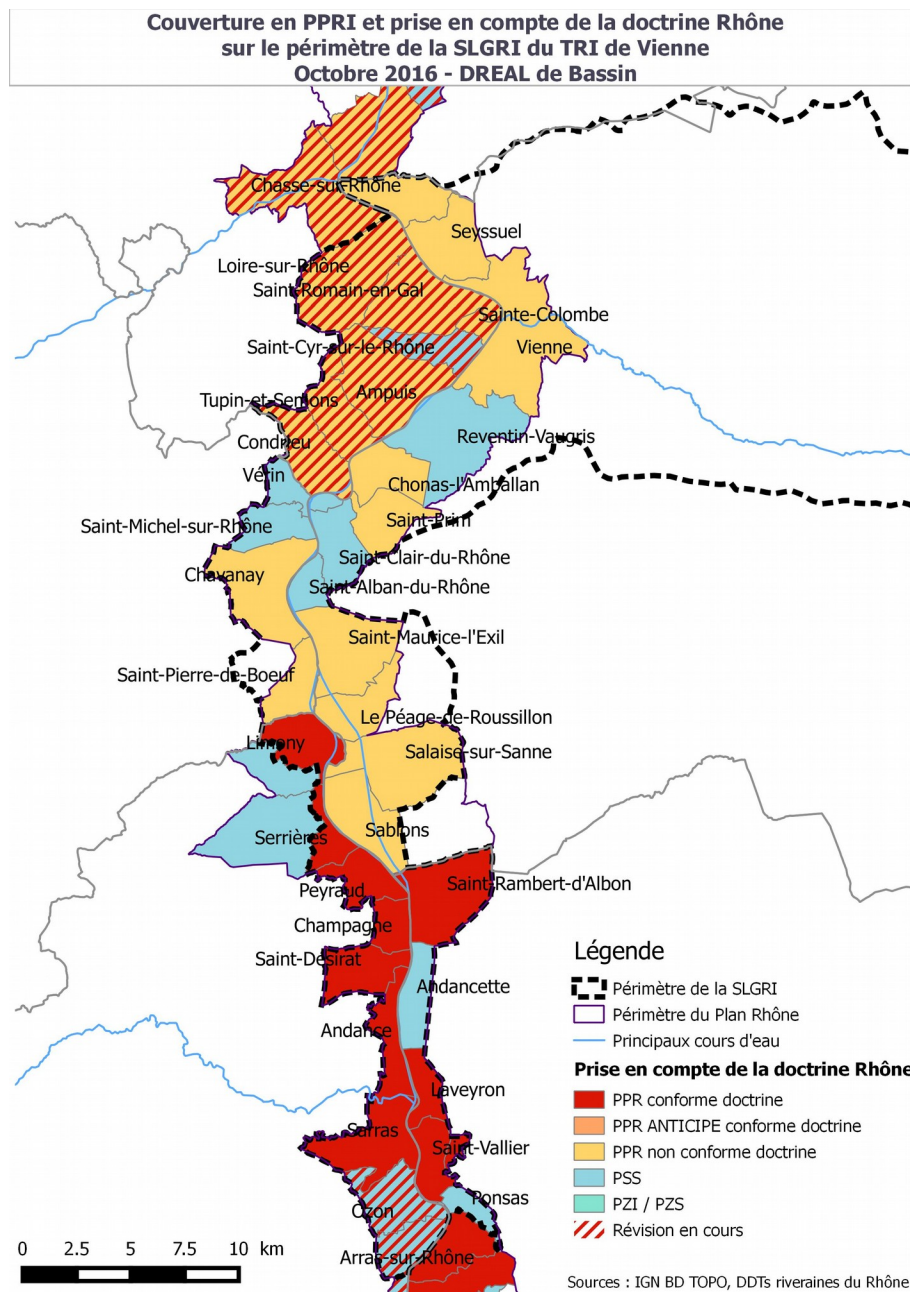 Couverture en PPRI et prise en compte de la doctrine Rhône
sur le périmètre de la SLGRI du TRI de Vienne
Octobre 2016 - DREAL de Bassin
Chasse-sur-Rhône
Seyssuel
Loire-sur-Rhône
Saint-Romain-en-Gal
Sainte-Colombe
Saint-Cyr-sur-le-Rhône
Vienne
Ampuis
Tupin-et-Semons
Condrieu
Reventin-Vaugris
Vérin
Chonas-l'Amballan
Saint-Prim
Saint-Michel-sur-Rhône
Saint-Clair-du-Rhône
Chavanay
Saint-Alban-du-Rhône
Saint-Maurice-l'Exil
Saint-Pierre-de-Boeuf
Le Péage-de-Roussillon
Limony
Salaise-sur-Sanne
Serrières
Sablons
Peyraud
Saint-Rambert-d'Albon
Champagne
Saint-Désirat
Andancette
Andance
Laveyron
Sarras
Saint-Vallier
Ponsas
Ozon
Arras-sur-Rhône
Légende
Périmètre de la SLGRI
Périmètre du Plan Rhône
Principaux cours d'eau
Prise en compte de la doctrine Rhône
PPR conforme doctrine
PPR ANTICIPE conforme doctrine
PPR non conforme doctrine
PSS
PZI / PZS
Révision en cours
0 2.5 5 7.5 10 km
Sources : IGN BD TOPO, DDTs riveraines du Rhône